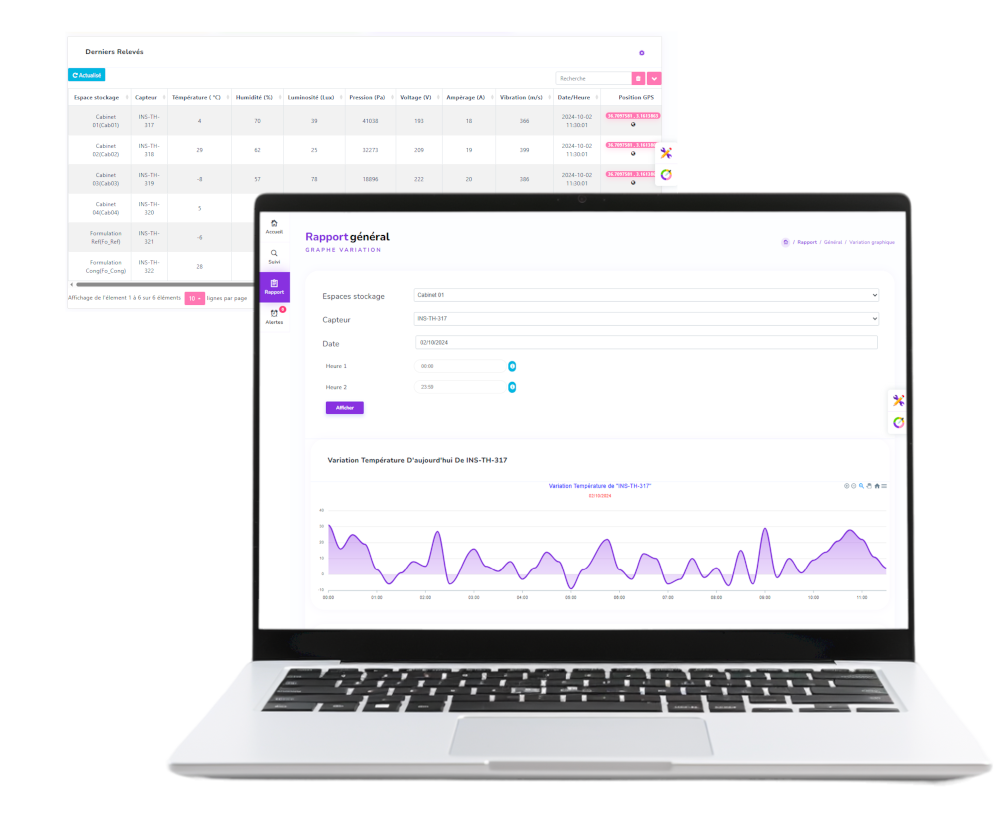 Derniers Relevés
Actualisé
Recherche
Espace stockage Capteur Témpérature ( °C) Humidité (%) Luminosité (Lux) Pression (Pa) Voltage (V) Ampérage (A) Vibration (m/s) Date/Heure Position GPS
Cabinet INS-TH- 4 70 39 41038 193 18 366 2024-10-02
01(Cab01) 317 11:30:01
Cabinet INS-TH- 29 62 25 32273 209 19 399 2024-10-02
02(Cab02) 318 11:30:01
Cabinet INS-TH- -8 57 78 18896 222 20 386 2024-10-02
03(Cab03) 319 11:30:01
Cabinet INS-TH- 5
04(Cab04) 320
Formulation INS-TH- -6
Ref(Fo_Ref) 321
Formulation INS-TH- 28
Cong(Fo_Cong) 322
Affichage de l'élement 1 à 6 sur 6 éléments 10 lignes par page
Accueil
Suivi
Rapport
Alertes
Rapport général
GRAPHE VARIATION
/ Rapport / Général / Variation graphique
Espaces stockage Cabinet 01
Capteur INS-TH-317
Date 02/10/2024
Heure 1 00:00
Heure 2 23:59
Afficher
Variation Température D'aujourd'hui De INS-TH-317
Variation Température de "INS-TH-317"
02/10/2024
40
30
20
10
0
-10
00:00 01:00 02:00 03:00 04:00 05:00 06:00 07:00 08:00 09:00 10:00 11:00